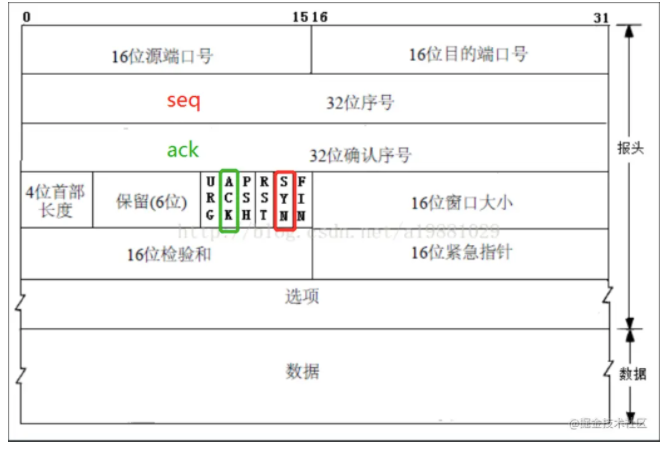 0 15 16 31
16位源端口号 16位目的端口号
seq 32位序号
ack 32位确认序号
报头
4位首部长度 保留(6位) URG ACK PSH RST SYN FIN 16位窗口大小
http://blog.csdn.net/a19881029
16位检验和 16位紧急指针
选项
数据 数据
@掘金技术社区